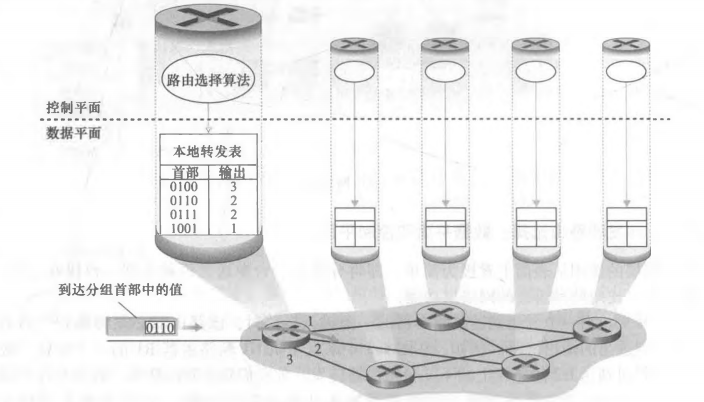 路由选择算法
控制平面
数据平面
本地转发表
首部 输出
0100 3
0110 2
0111 2
1001 1
到达分组首部中的值
0110
1
2
3